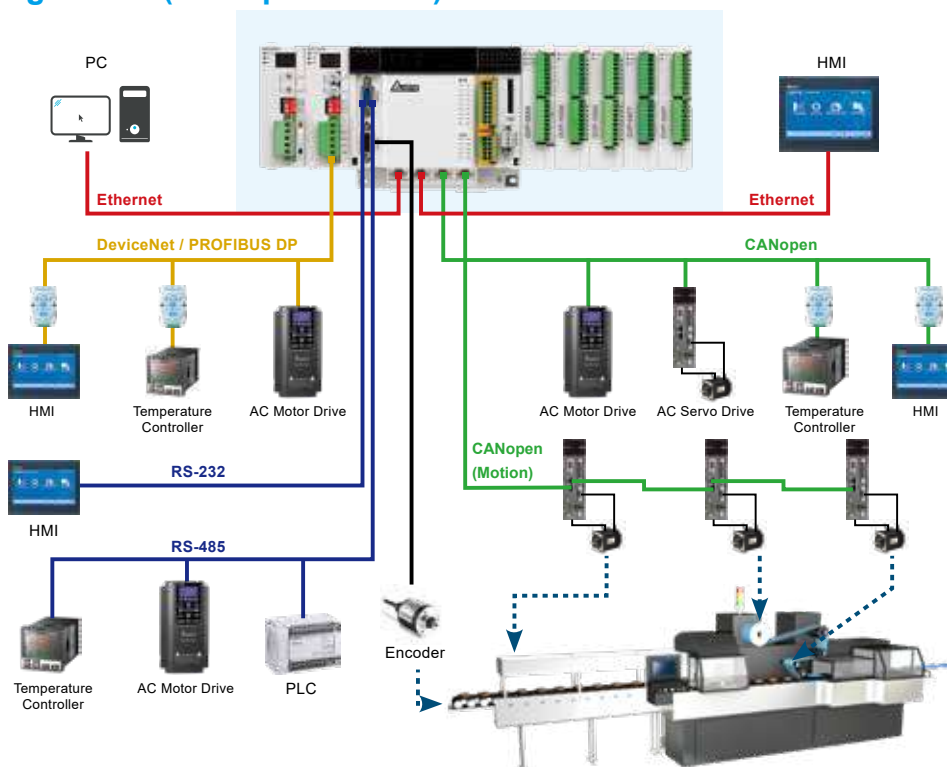 PC
HMI
Ethernet
Ethernet
DeviceNet / PROFIBUS DP
CANopen
HMI
Temperature
Controller
AC Motor Drive
AC Motor Drive
AC Servo Drive
Temperature
Controller
HMI
CANopen
(Motion)
RS-232
HMI
RS-485
Temperature
Controller
AC Motor Drive
PLC
Encoder